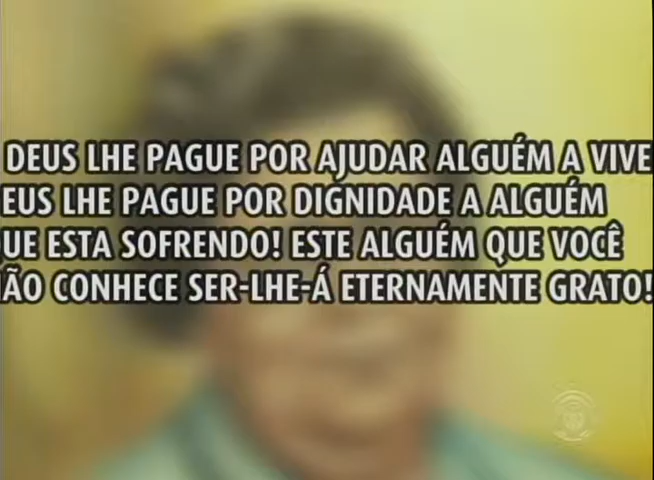 DEUS LHE PAGUE POR AJUDAR ALGUÉM A VIVE
EUS LHE PAGUE POR DIGNIDADE A ALGUÉM
UE ESTA SOFRENDO! ESTE ALGUÉM QUE VOCÊ
ÃO CONHECE SER-LHE-Á ETERNAMENTE GRATO!